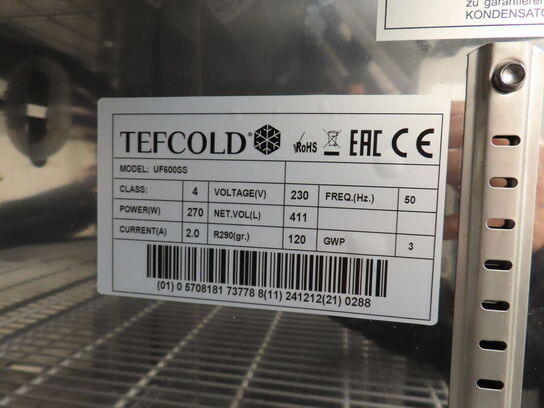 zu garantieren
KONDENSATO
TEFCOLD® RoHS EAC CE
MODEL: UF600SS
CLASS: 4 VOLTAGE(V) 230 FREQ.(Hz.) 50
POWER(W) 270 NET.VOL(L) 411
CURRENT(A) 2.0 R290(gr.) 120 GWP 3
(01) 0 5708181 73778 8(11) 241212(21) 0288